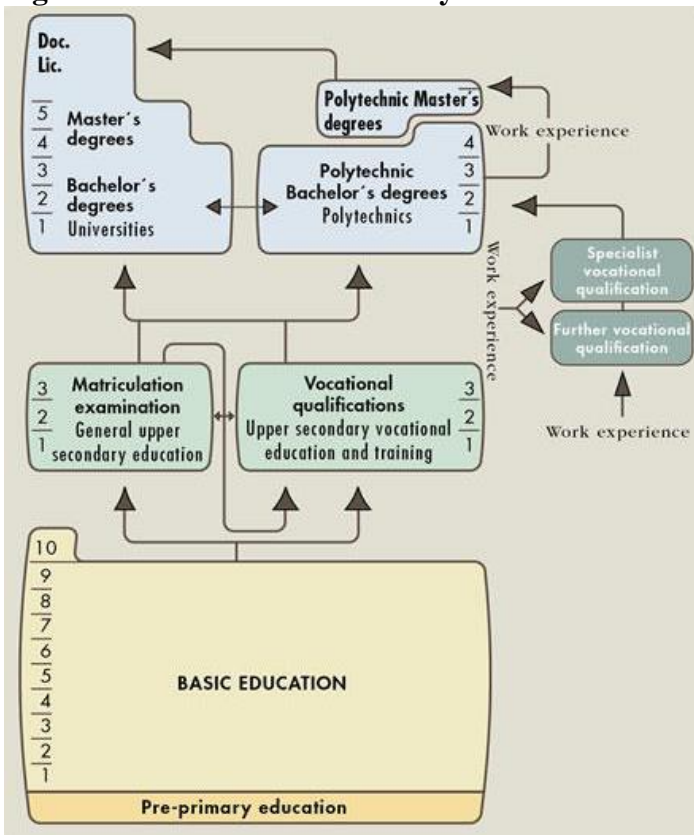 Doc.
Lic.
5
4
3
2
1
Master´s
degrees
Bachelor´s
degrees
Universities
Polytechnic Master´s
degrees
Work experience
Polytechnic
Bachelor´s degrees
Polytechnics
4
3
2
1
Work experience
Specialist
vocational
qualification
Further vocational
qualification
Work experience
3
2
1
Matriculation
examination
General upper
secondary education
Vocational
qualifications
Upper secondary vocational
education and training
3
2
1
10
9
8
7
6
5
4
3
2
1
BASIC EDUCATION
Pre-primary education